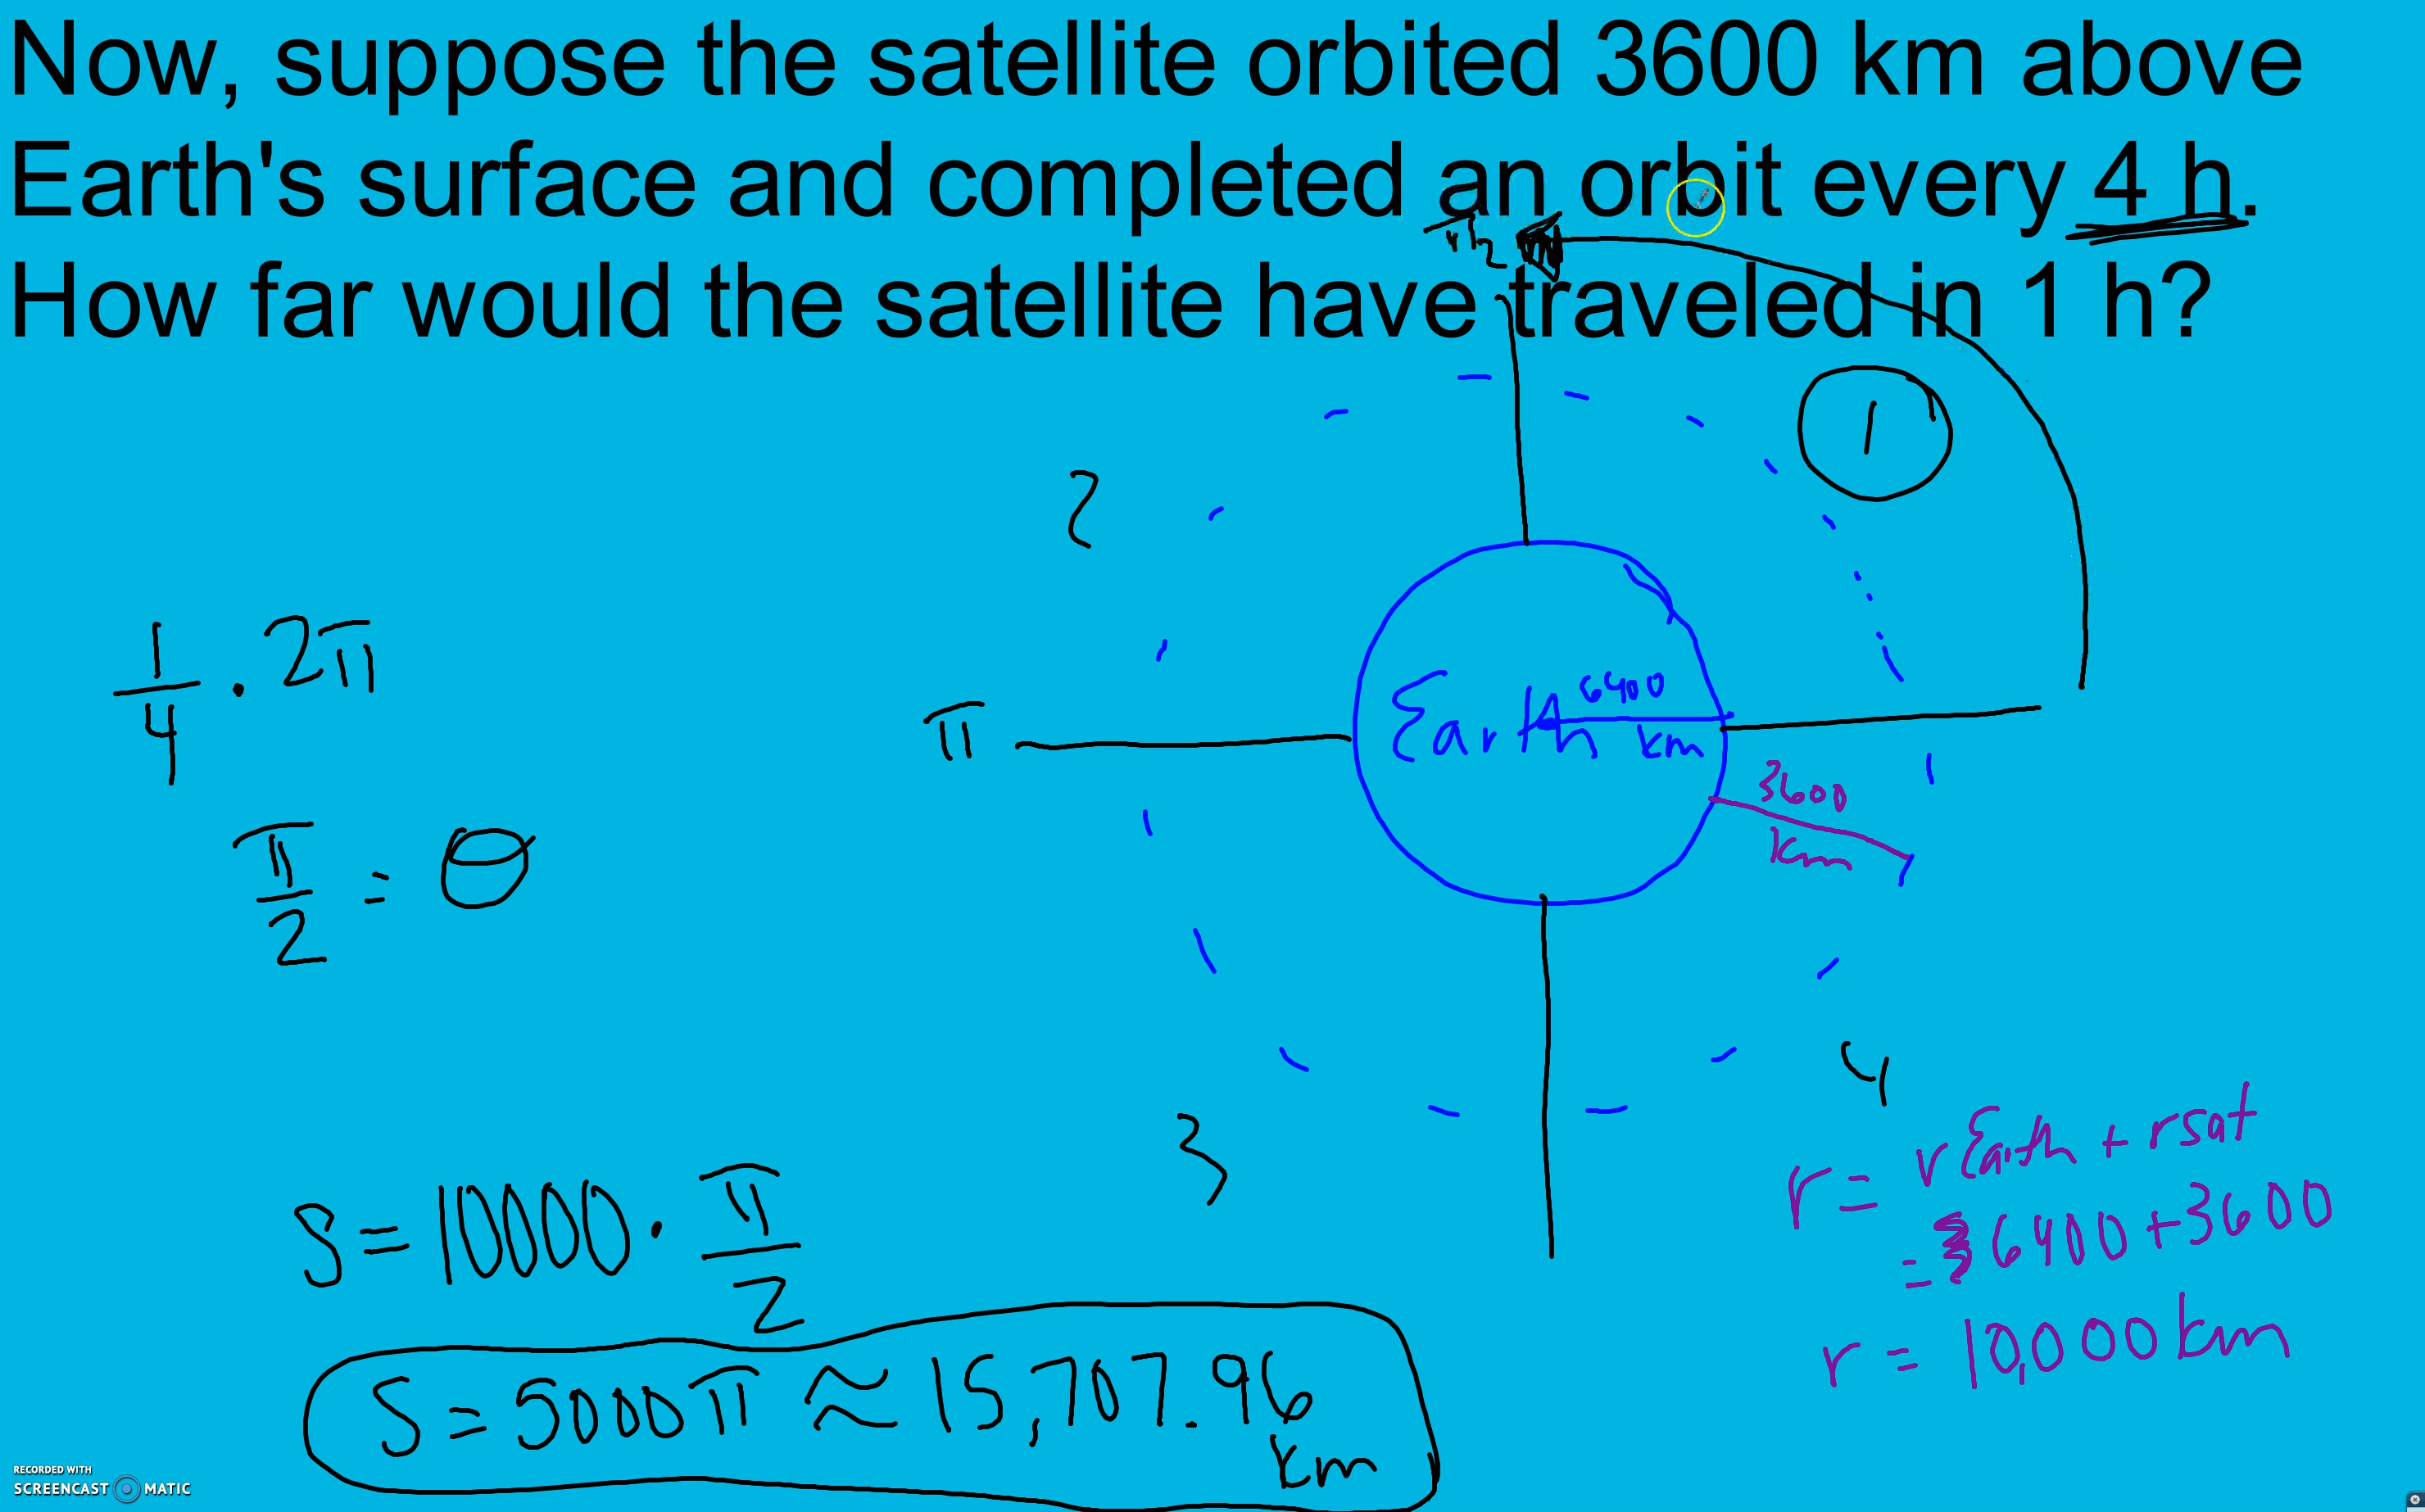 Now, suppose the satellite orbited 3600 km above
Earth's surface and completed an orbit every 4 h.
How far would the satellite have traveled in 1 h?
π/2
1
2
1/4 · 2π
π
Earth
6400
km
3600
km
π/2 = θ
4
3
r = rEarth + rsat
= 6400 + 3600
r = 10,000 km
S = 10000 · π/2
S = 5000π ≈ 15,707.96
km
RECORDED WITH
SCREENCAST MATIC